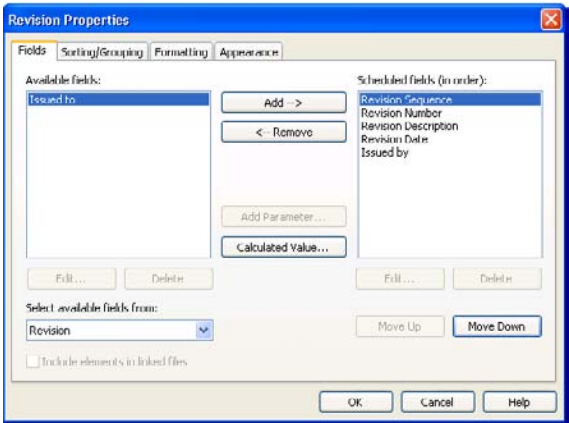 Revision Properties
Fields Sorting/Grouping Formatting Appearance
Available fields:
Issued to
Add -->
<-- Remove
Add Parameter...
Calculated Value...
Scheduled fields (in order):
Revision Sequence
Revision Number
Revision Description
Revision Date
Issued by
Edit... Delete
Edit... Delete
Select available fields from:
Revision
Move Up Move Down
Include elements in linked files
OK Cancel Help